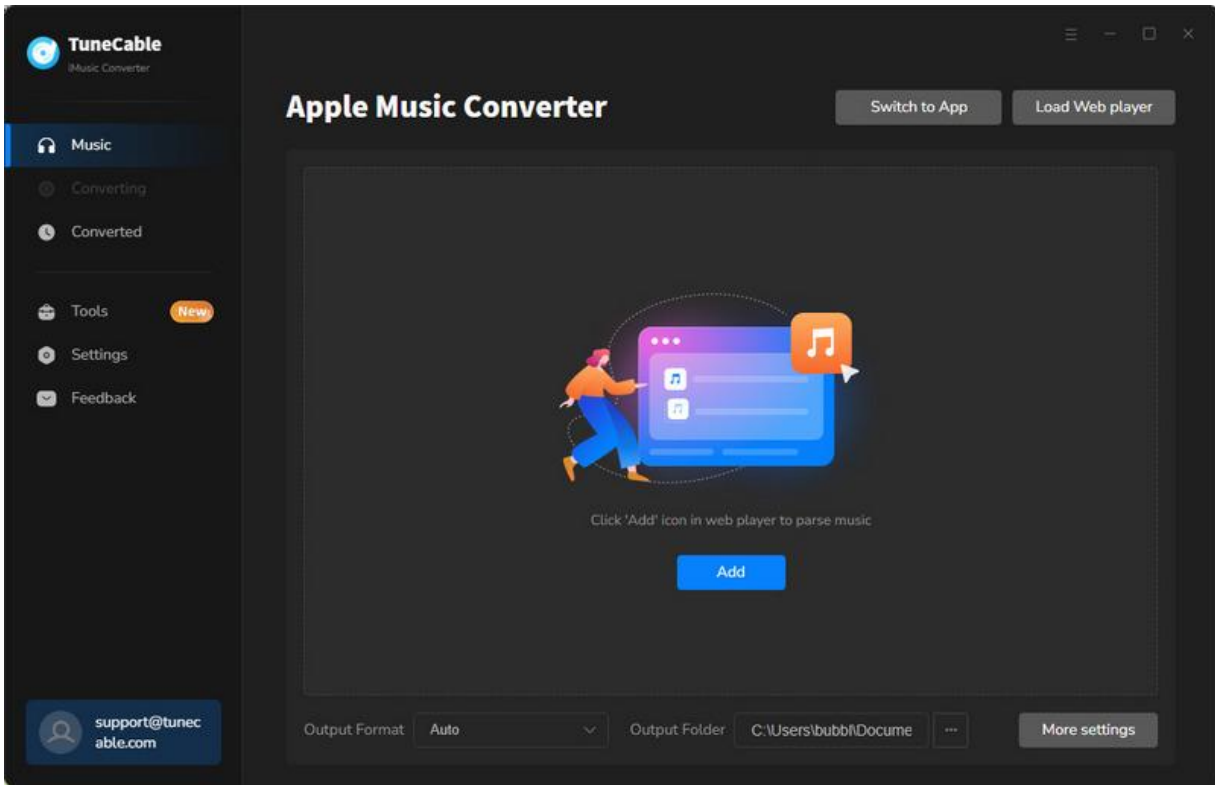 TuneCable
iMusic Converter
Apple Music Converter
Switch to App
Load Web player
Music
Converting
Converted
Tools
New
Settings
Feedback
Click 'Add' icon in web player to parse music
Add
support@tunec
able.com
Output Format
Auto
Output Folder
C:\Users\bubbl\Docume
...
More settings